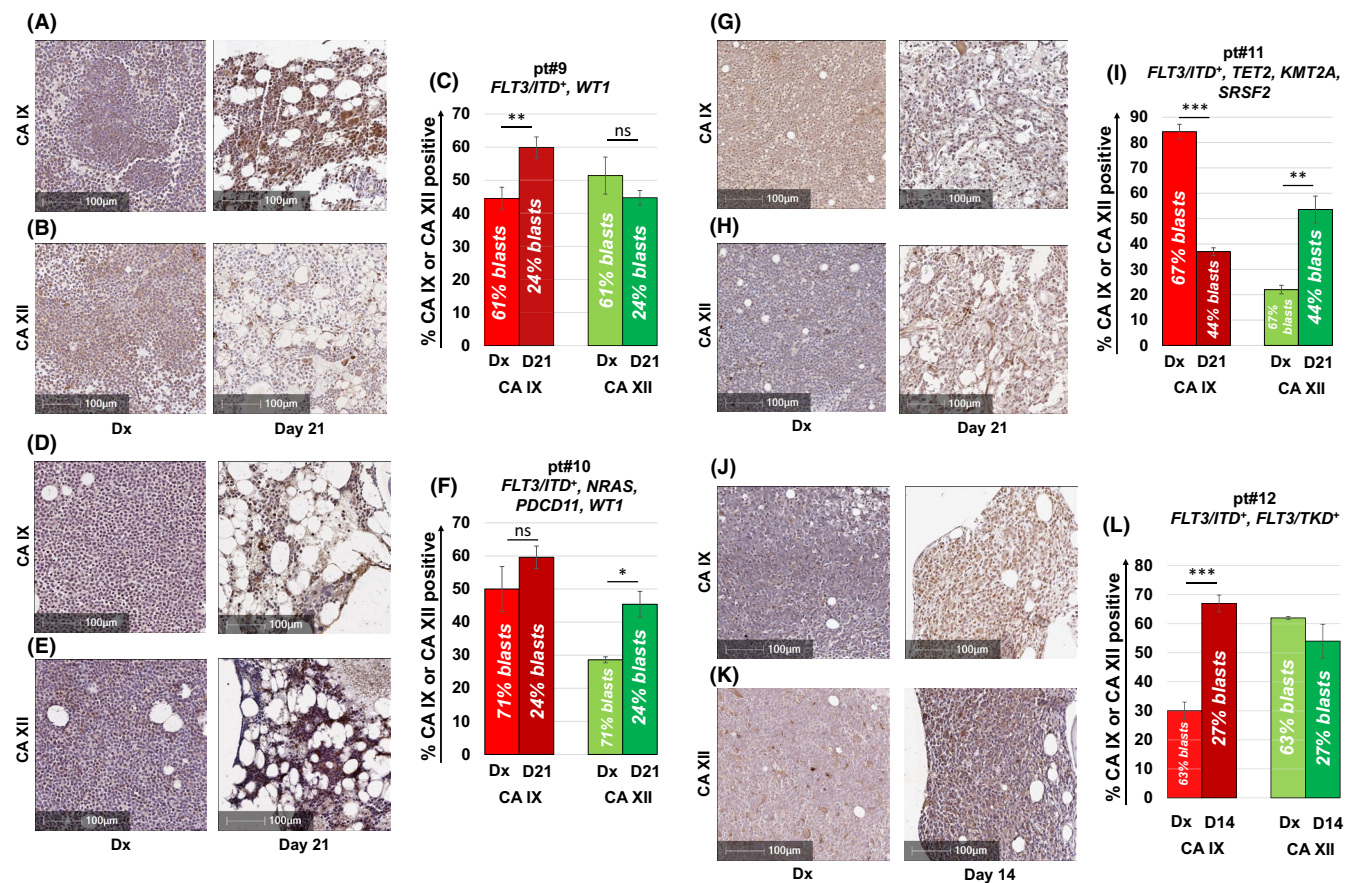 (A)
CA IX
100µm
100µm
(B)
CA XII
100µm
100µm
Dx
Day 21
(C)
pt#9
FLT3/ITD⁺, WT1
% CA IX or CA XII positive
70
60
50
40
30
20
10
0
**
ns
61% blasts
24% blasts
61% blasts
24% blasts
Dx D21 Dx D21
CA IX CA XII
(D)
CA IX
100µm
100µm
(E)
CA XII
100µm
100µm
Dx
Day 21
(F)
pt#10
FLT3/ITD⁺, NRAS,
PDCD11, WT1
% CA IX or CA XII positive
70
60
50
40
30
20
10
0
ns
*
71% blasts
24% blasts
71% blasts
24% blasts
Dx D21 Dx D21
CA IX CA XII
(G)
CA IX
100µm
100µm
(H)
CA XII
100µm
100µm
Dx
Day 21
(I)
pt#11
FLT3/ITD⁺, TET2, KMT2A,
SRSF2
% CA IX or CA XII positive
90
80
70
60
50
40
30
20
10
0
***
**
67% blasts
44% blasts
67%
blasts
44% blasts
Dx D21 Dx D21
CA IX CA XII
(J)
CA IX
100µm
100µm
(K)
CA XII
100µm
100µm
Dx
Day 14
(L)
pt#12
FLT3/ITD⁺, FLT3/TKD⁺
% CA IX or CA XII positive
80
70
60
50
40
30
20
10
0
***
63% blasts
27% blasts
63% blasts
27% blasts
Dx D14 Dx D14
CA IX CA XII